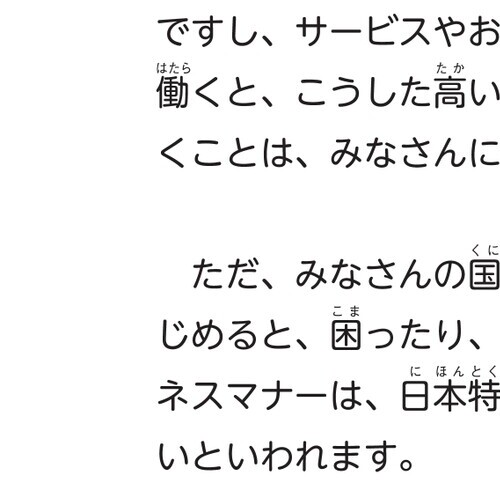 ですし、サービスやお
はたら たか
働くと、こうした高い
くことは、みなさんに
くに
ただ、みなさんの国
こま
じめると、困ったり、
に ほんとく
ネスマナーは、日本特
いといわれます。